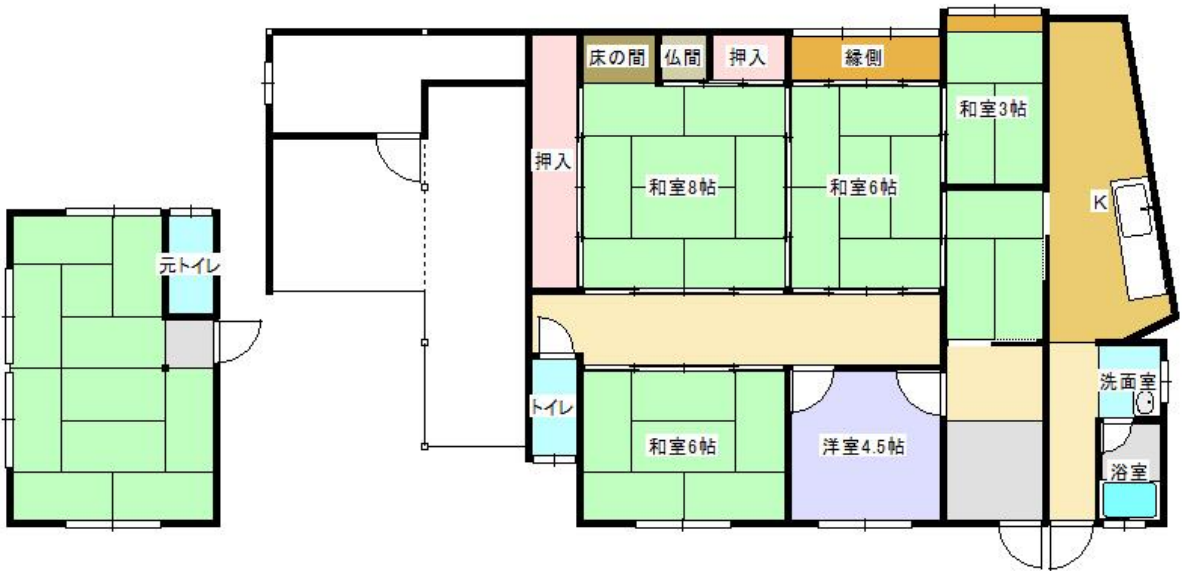 床の間
仏間
押入
縁側
和室3帖
押入
和室8帖
和室6帖
K
元トイレ
トイレ
和室6帖
洋室4.5帖
洗面室
浴室